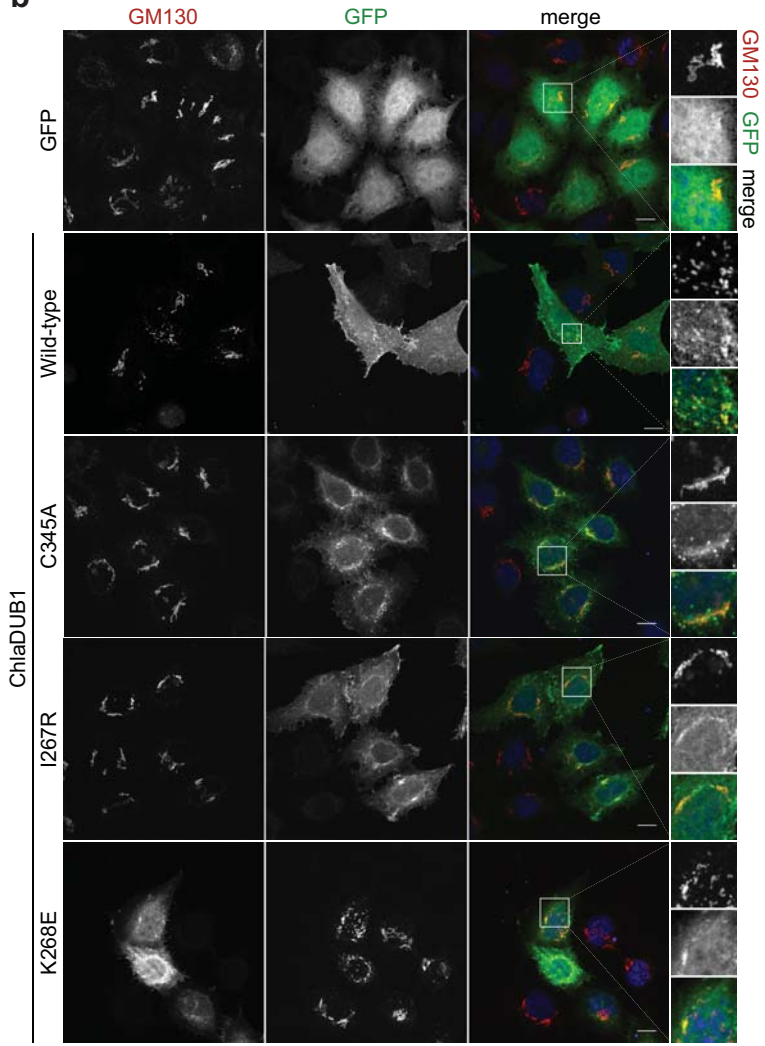 b
GM130 GFP merge
GFP
GM130 GFP merge
ChlaDUB1
Wild-type
C345A
I267R
K268E